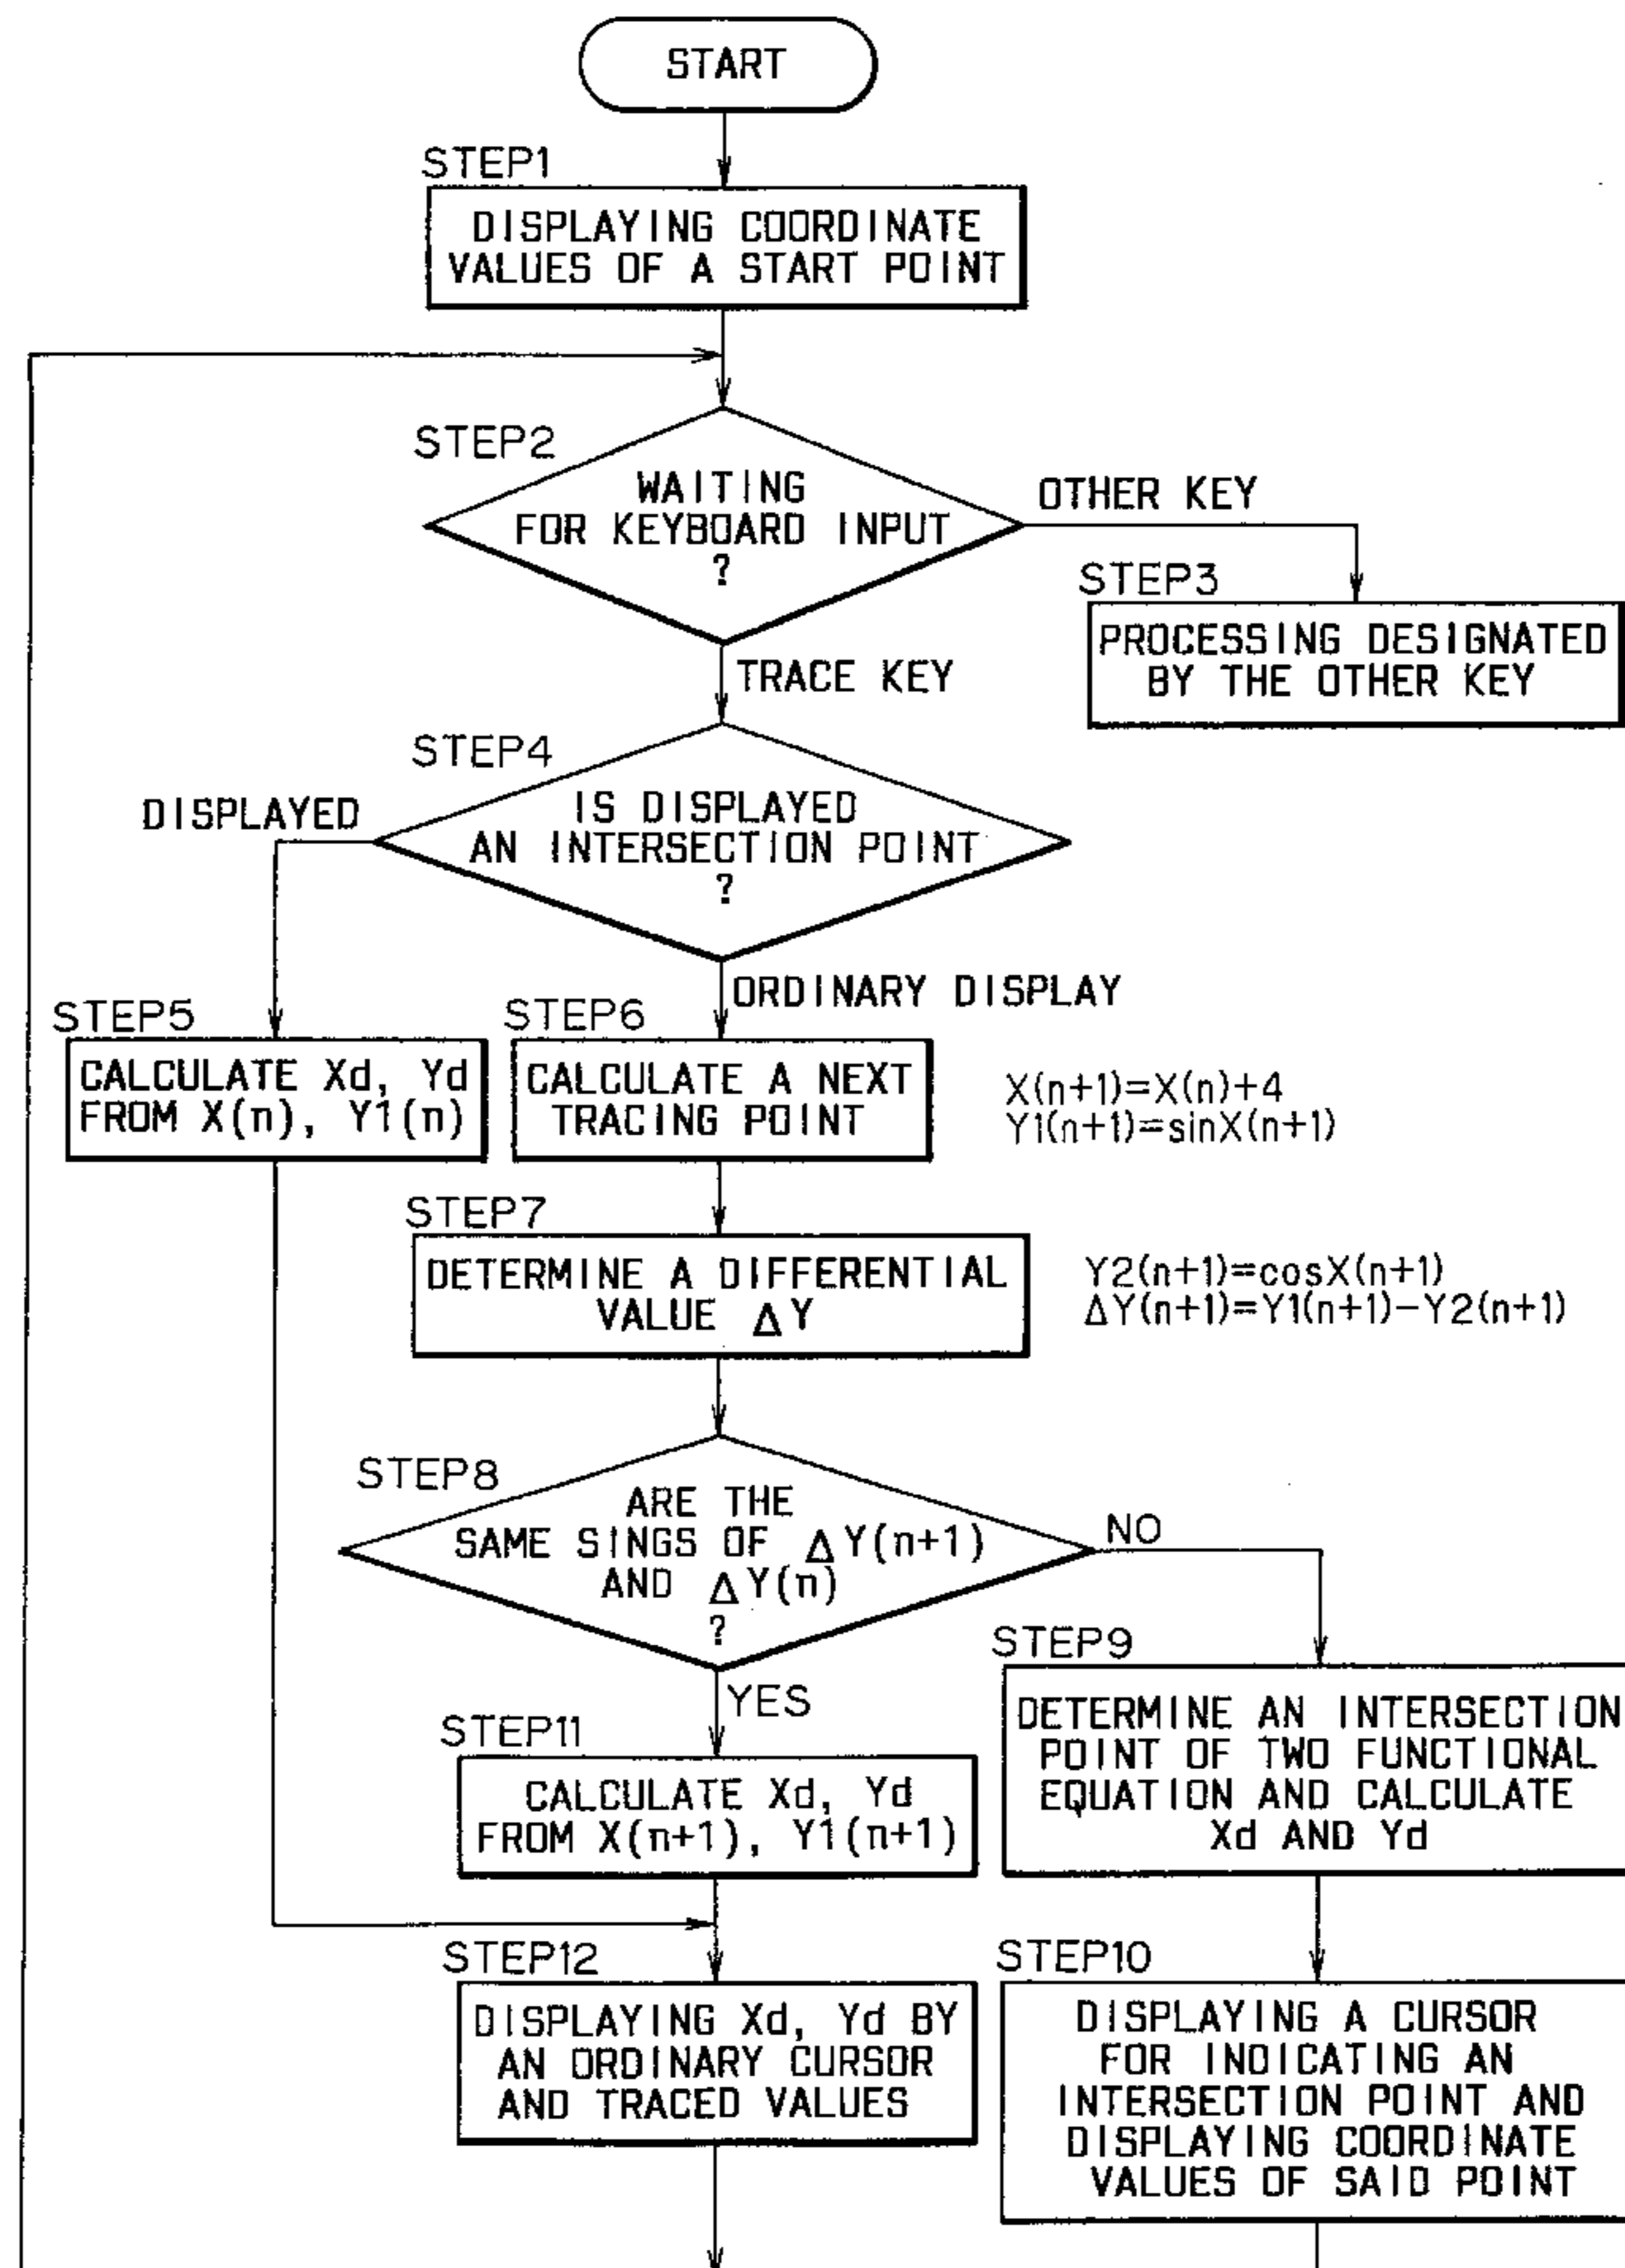 START
STEP1
DISPLAYING COORDINATE
VALUES OF A START POINT
STEP2
WAITING
FOR KEYBOARD INPUT
?
OTHER KEY
STEP3
PROCESSING DESIGNATED
BY THE OTHER KEY
TRACE KEY
STEP4
IS DISPLAYED
AN INTERSECTION POINT
?
DISPLAYED
ORDINARY DISPLAY
STEP5
CALCULATE Xd, Yd
FROM X(n), Y1(n)
STEP6
CALCULATE A NEXT
TRACING POINT
X(n+1)=X(n)+4
Y1(n+1)=sinX(n+1)
STEP7
DETERMINE A DIFFERENTIAL
VALUE ΔY
Y2(n+1)=cosX(n+1)
ΔY(n+1)=Y1(n+1)-Y2(n+1)
STEP8
ARE THE
SAME SINGS OF ΔY(n+1)
AND ΔY(n)
?
NO
YES
STEP9
DETERMINE AN INTERSECTION
POINT OF TWO FUNCTIONAL
EQUATION AND CALCULATE
Xd AND Yd
STEP11
CALCULATE Xd, Yd
FROM X(n+1), Y1(n+1)
STEP12
DISPLAYING Xd, Yd BY
AN ORDINARY CURSOR
AND TRACED VALUES
STEP10
DISPLAYING A CURSOR
FOR INDICATING AN
INTERSECTION POINT AND
DISPLAYING COORDINATE
VALUES OF SAID POINT